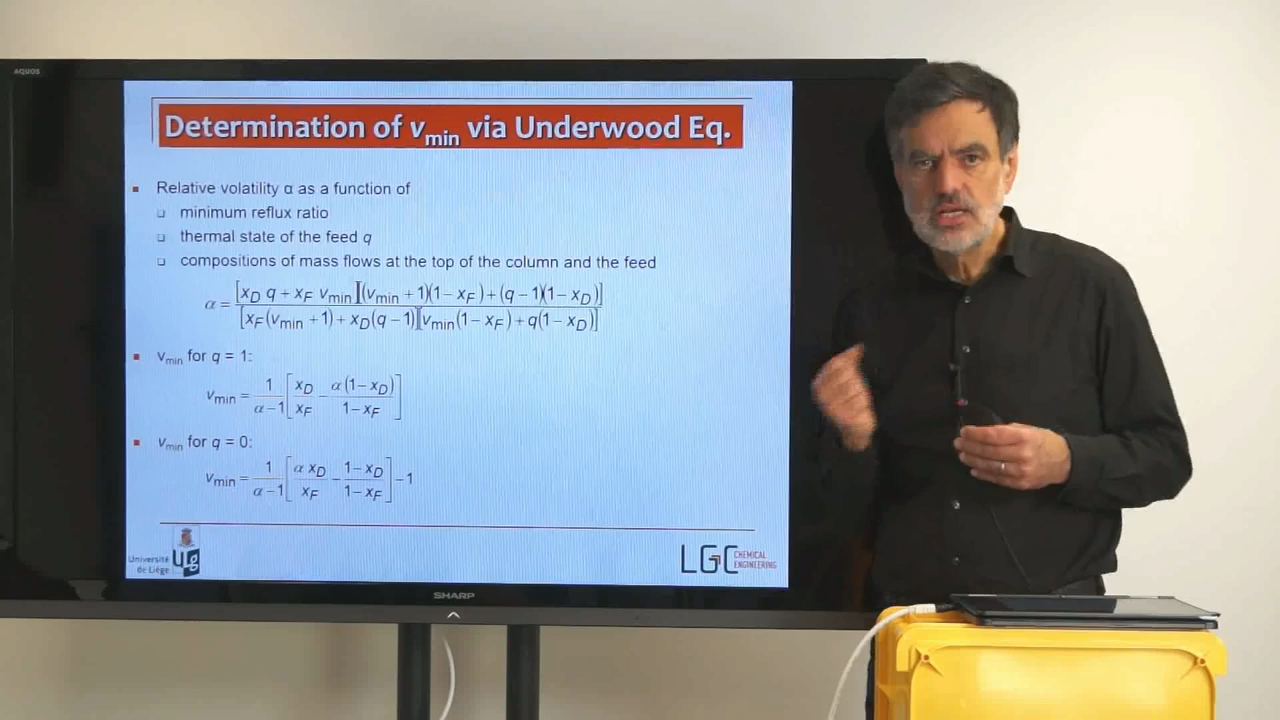 AQUOS
Determination of vmin via Underwood Eq.
▪ Relative volatility α as a function of
❑ minimum reflux ratio
❑ thermal state of the feed q
❑ compositions of mass flows at the top of the column and the feed
α = [xD q + xF vmin][(vmin + 1)(1 − xF) + (q − 1)(1 − xD)] / [xF(vmin + 1) + xD(q − 1)][vmin(1 − xF) + q(1 − xD)]
▪ vmin for q = 1:
vmin = 1/(α−1) [xD/xF − α(1−xD)/(1−xF)]
▪ vmin for q = 0:
vmin = 1/(α−1) [α xD/xF − (1−xD)/(1−xF)] − 1
Université
de Liège
ULg
LGC
CHEMICAL
ENGINEERING
SHARP